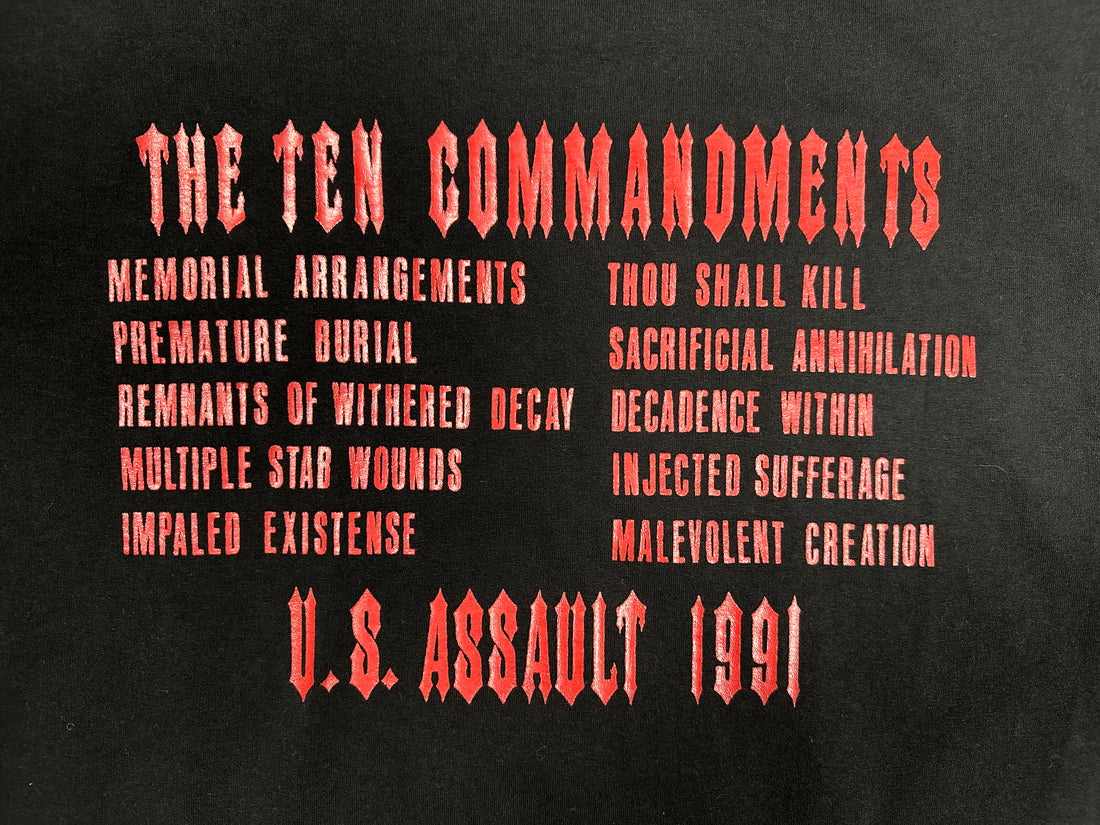 THE TEN COMMANDMENTS
MEMORIAL ARRANGEMENTS
PREMATURE BURIAL
REMNANTS OF WITHERED DECAY
MULTIPLE STAB WOUNDS
IMPALED EXISTENSE
THOU SHALL KILL
SACRIFICIAL ANNIHILATION
DECADENCE WITHIN
INJECTED SUFFERAGE
MALEVOLENT CREATION
U.S. ASSAULT 1991